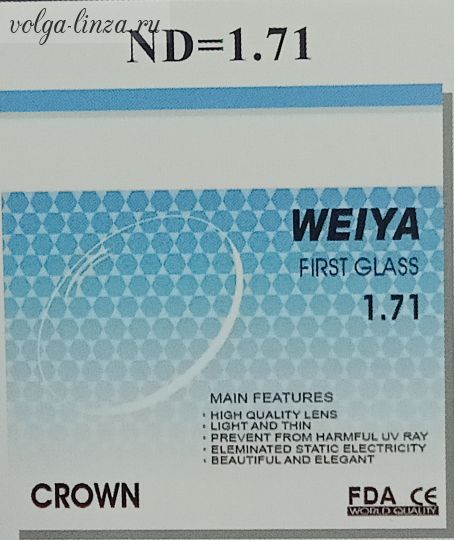 volga-linza.ru
ND=1.71
WEIYA
FIRST GLASS
1.71
MAIN FEATURES
• HIGH QUALITY LENS
• LIGHT AND THIN
• PREVENT FROM HARMFUL UV RAY
• ELEMINATED STATIC ELECTRICITY
• BEAUTIFUL AND ELEGANT
CROWN
FDA CE
WORLD QUALITY